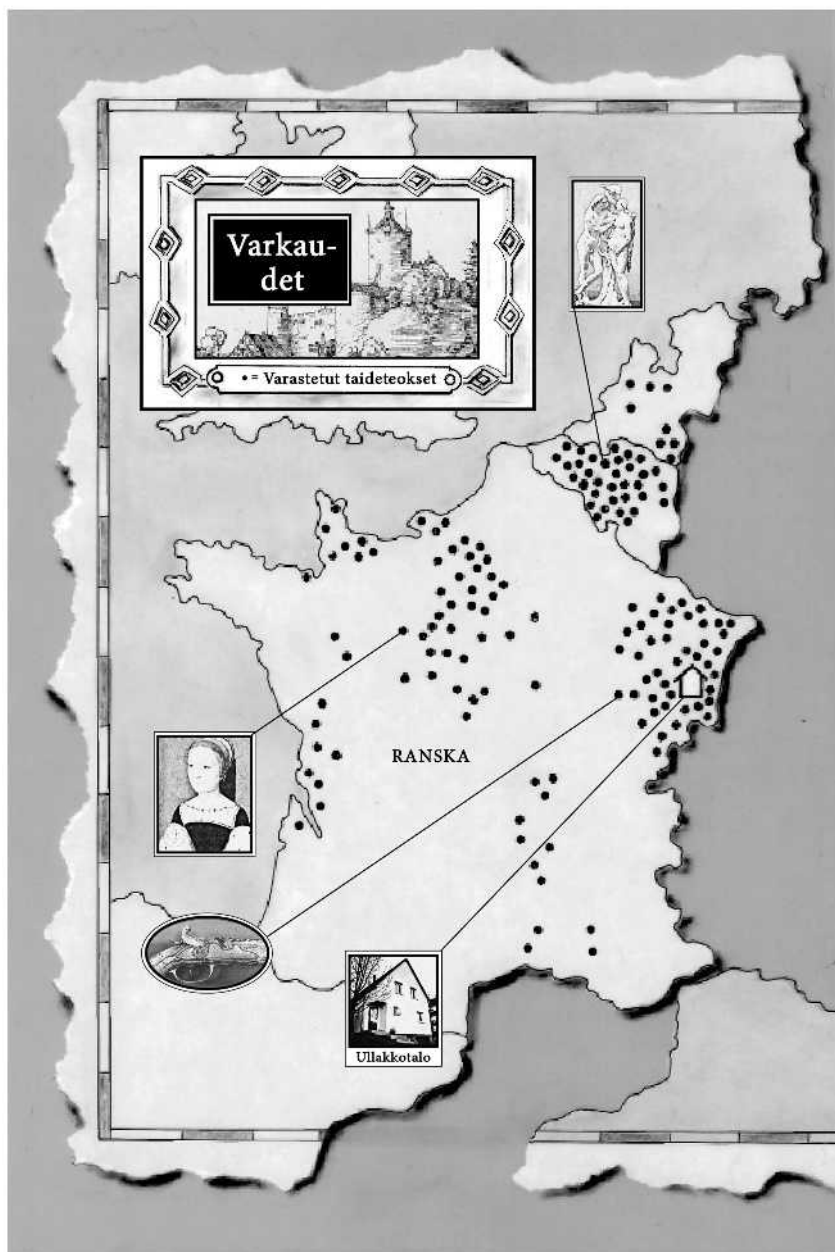 Varkau-
det
• = Varastetut taideteokset
RANSKA
Ullakkotalo